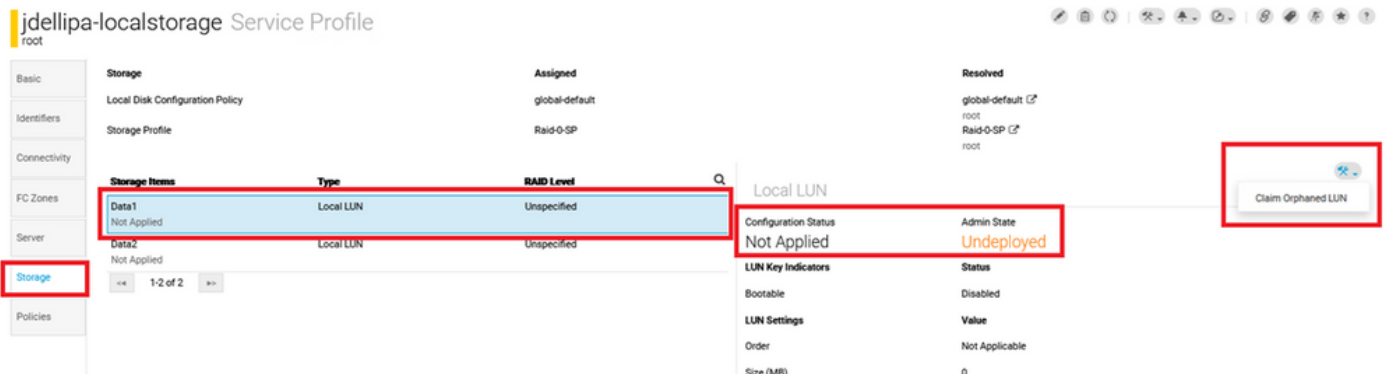 jdellipa-localstorage Service Profile
root
Basic
Identifiers
Connectivity
FC Zones
Server
Storage
Policies
Storage Assigned Resolved
Local Disk Configuration Policy global-default global-default
root
Storage Profile Raid-0-SP Raid-0-SP
root
Storage Items Type RAID Level
Data1 Local LUN Unspecified
Not Applied
Data2 Local LUN Unspecified
Not Applied
1-2 of 2
Local LUN
Claim Orphaned LUN
Configuration Status Admin State
Not Applied Undeployed
LUN Key Indicators Status
Bootable Disabled
LUN Settings Value
Order Not Applicable
Size (MB) 0